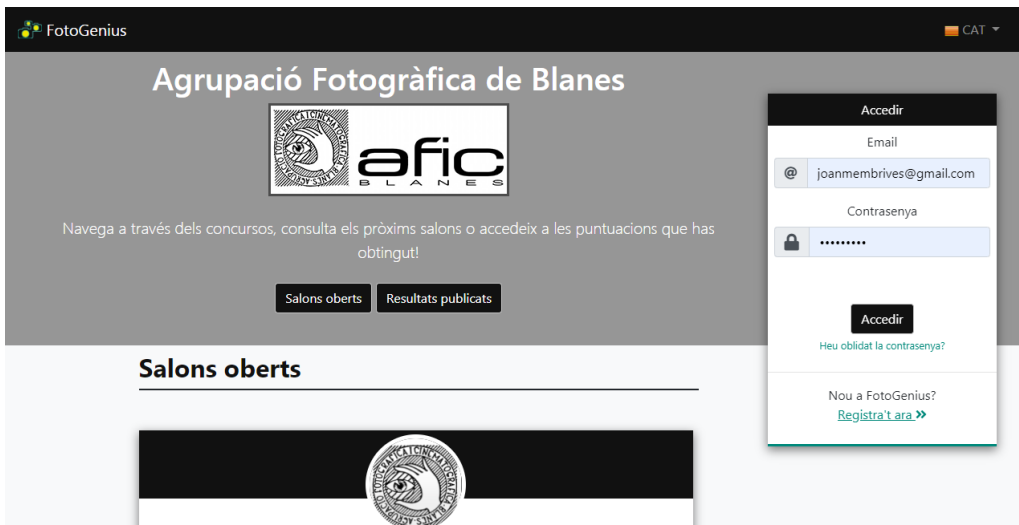 FotoGenius
CAT
Agrupació Fotogràfica de Blanes
afic
BLANES
Navega a través dels concursos, consulta els pròxims salons o accedeix a les puntuacions que has
obtingut!
Salons oberts
Resultats publicats
Accedir
Email
@ joanmembrives@gmail.com
Contrasenya
•••••••••
Accedir
Heu oblidat la contrasenya?
Nou a FotoGenius?
Registra't ara »
Salons oberts